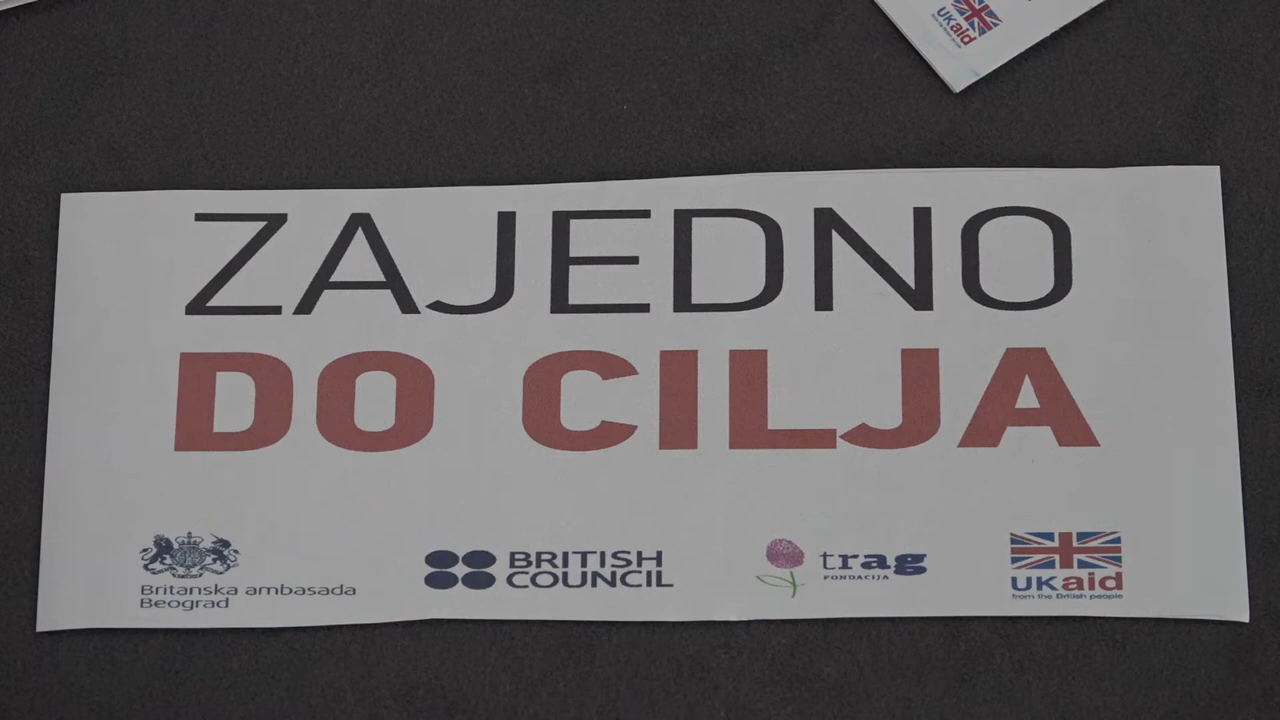 UKaid
ZAJEDNO
DO CILJA
Britanska ambasada
Beograd
BRITISH
COUNCIL
trag
FONDACIJA
UKaid
from the British people